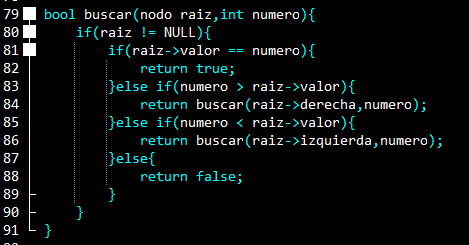 79 bool buscar(nodo raiz,int numero){
80     if(raiz != NULL){
81         if(raiz->valor == numero){
82             return true;
83         }else if(numero > raiz->valor){
84             return buscar(raiz->derecha,numero);
85         }else if(numero < raiz->valor){
86             return buscar(raiz->izquierda,numero);
87         }else{
88             return false;
89         }
90     }
91 }